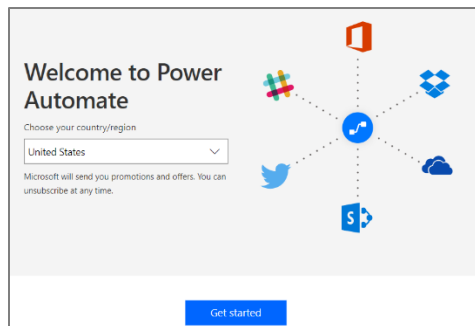 Welcome to Power
Automate
Choose your country/region
United States
Microsoft will send you promotions and offers. You can
unsubscribe at any time.
S
Get started